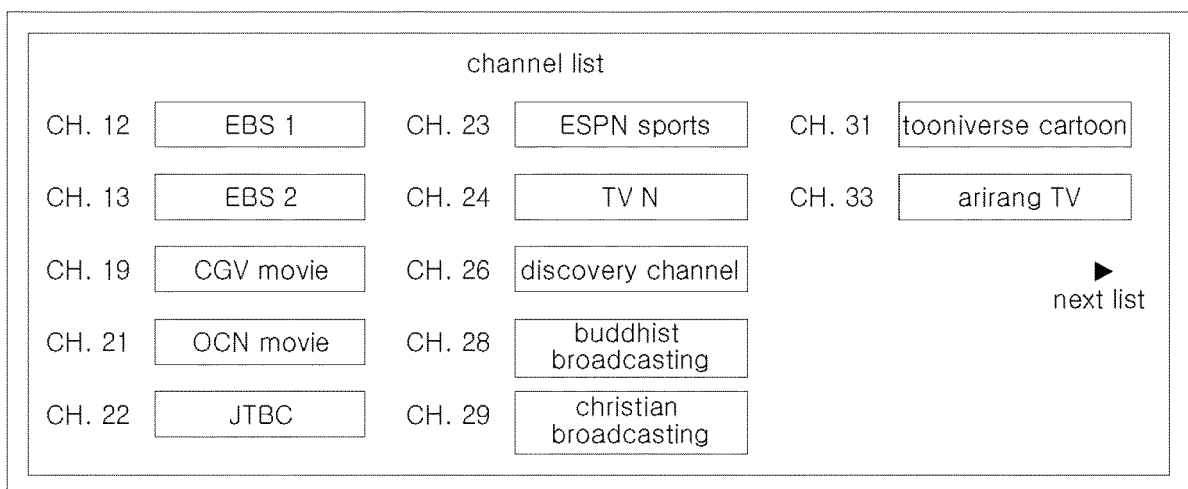 channel list
CH. 12 EBS 1
CH. 13 EBS 2
CH. 19 CGV movie
CH. 21 OCN movie
CH. 22 JTBC
CH. 23 ESPN sports
CH. 24 TV N
CH. 26 discovery channel
CH. 28 buddhist
broadcasting
CH. 29 christian
broadcasting
CH. 31 tooniverse cartoon
CH. 33 arirang TV
next list